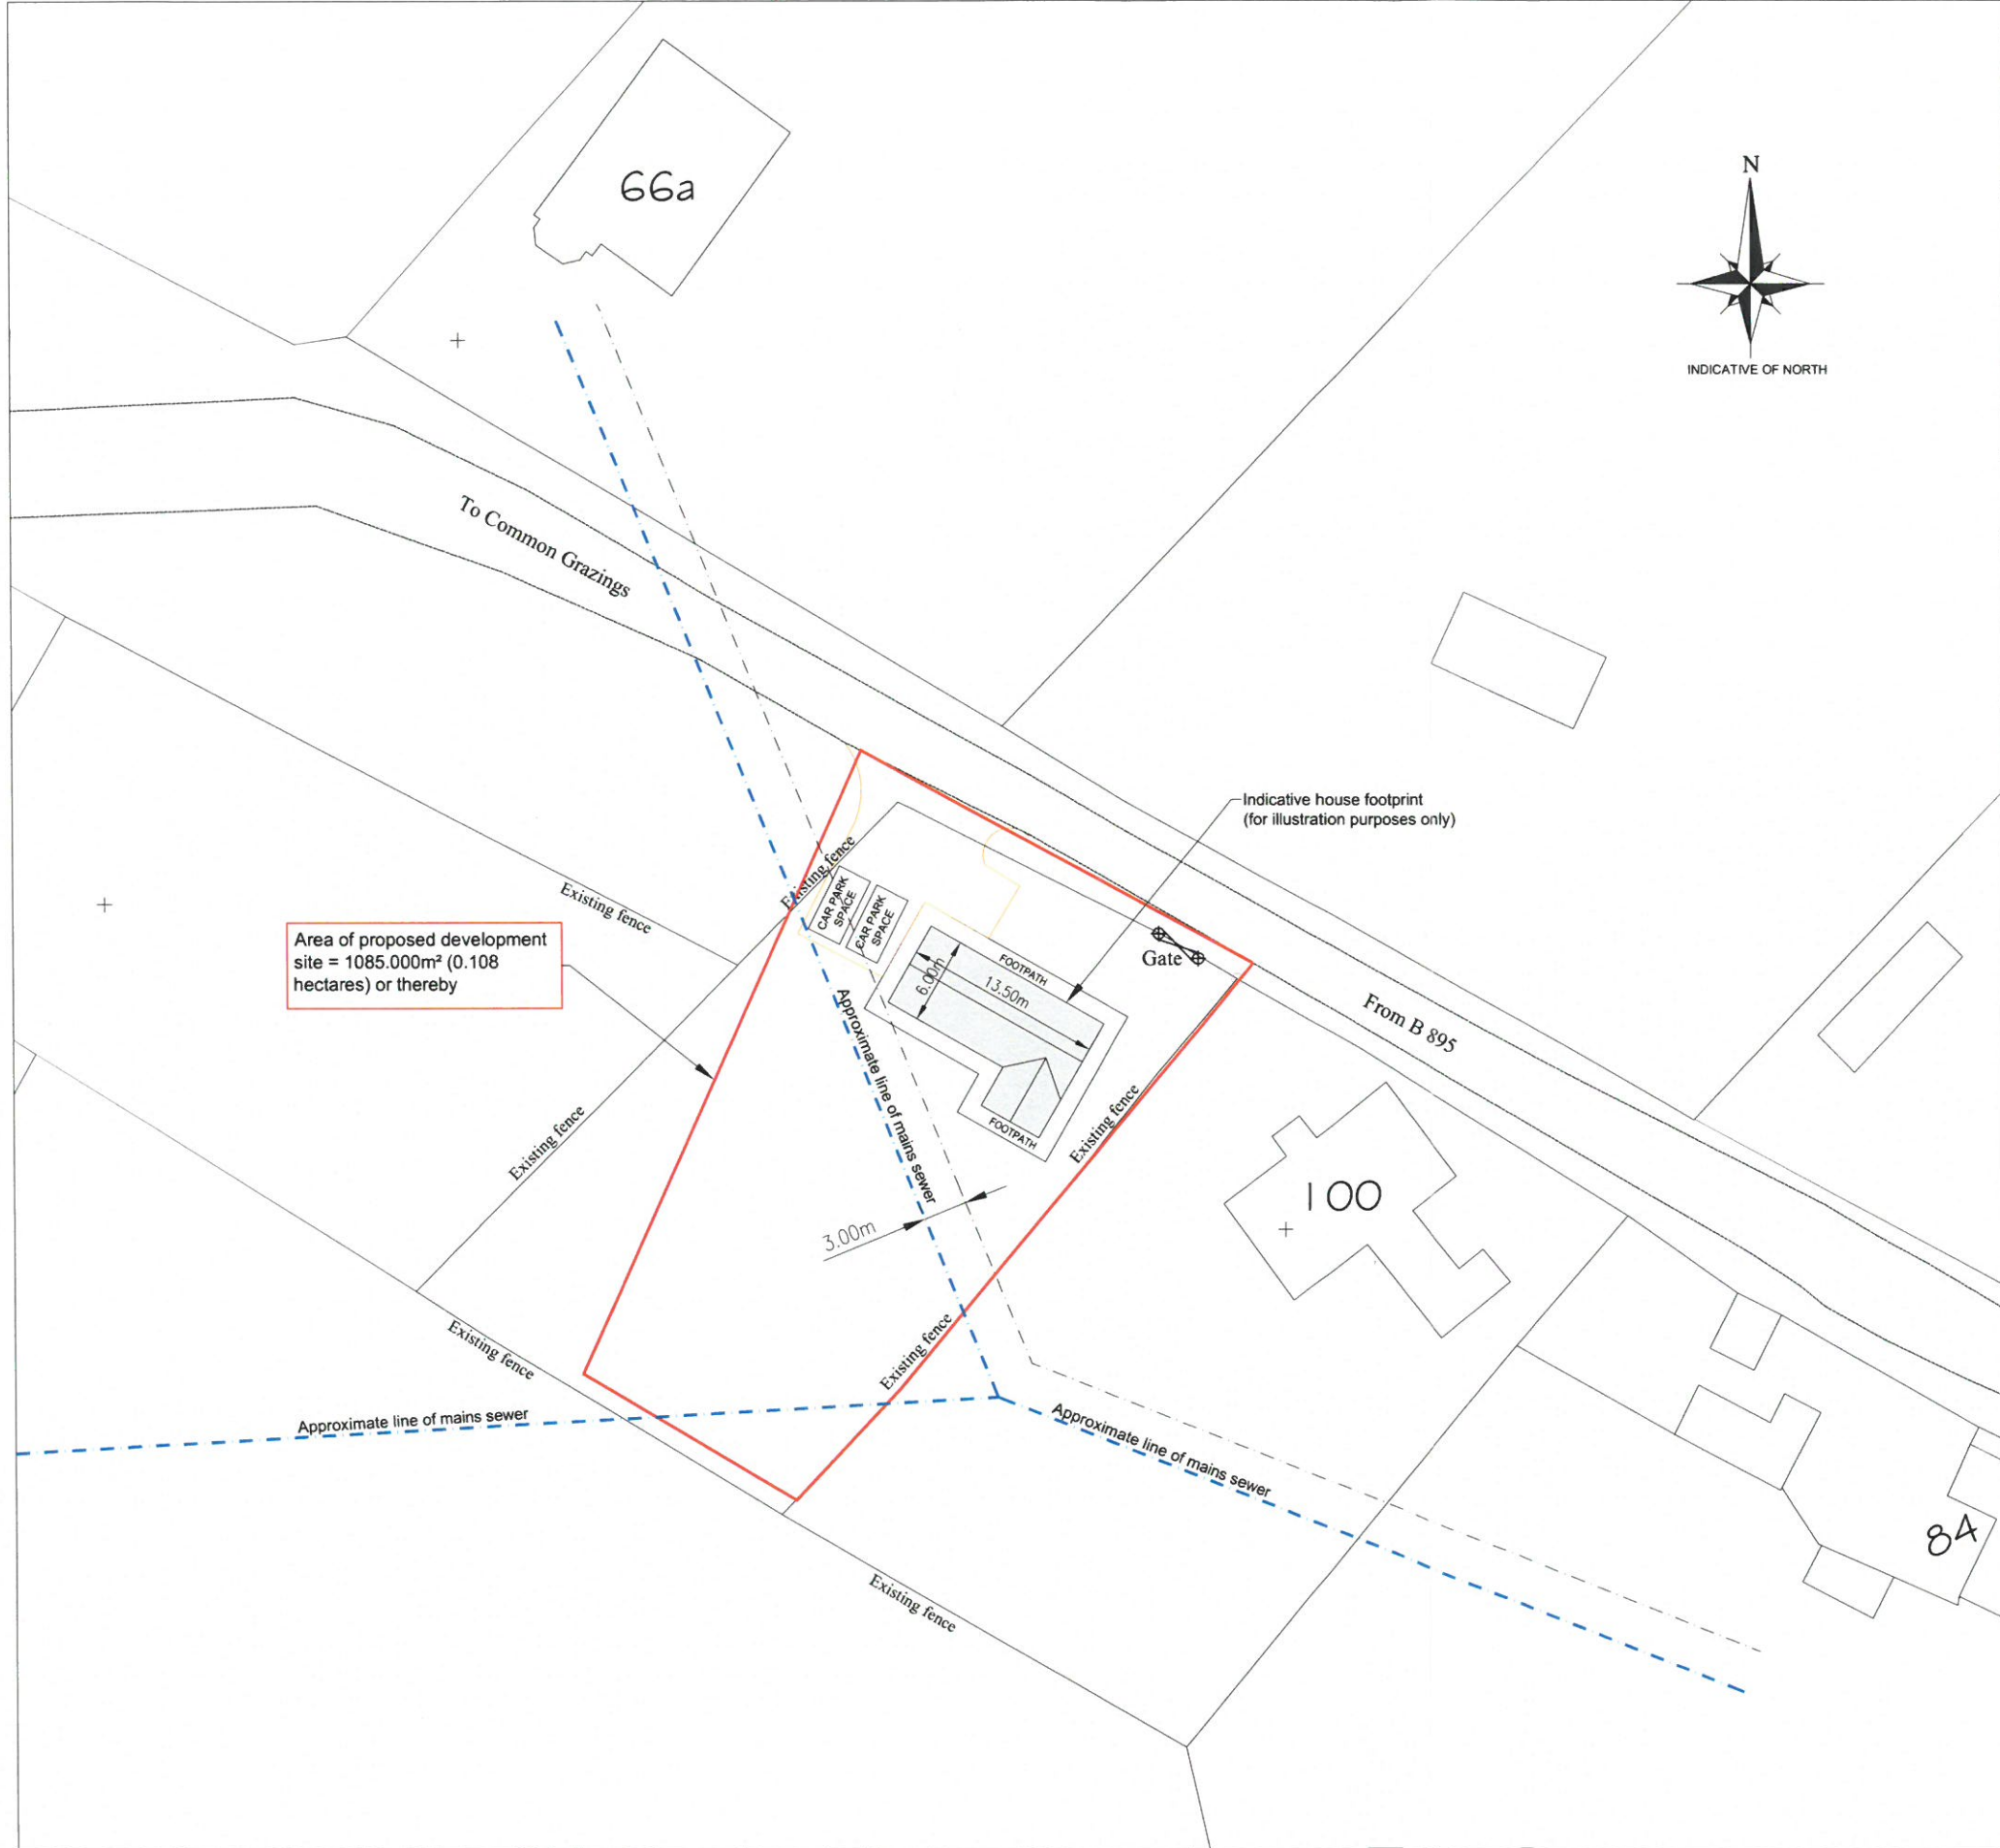 66a
N
INDICATIVE OF NORTH
To Common Grazings
Indicative house footprint
(for illustration purposes only)
Existing fence
Existing fence
CAR PARK
SPACE
CAR PARK
SPACE
Area of proposed development
site = 1085.000m² (0.108
hectares) or thereby
FOOTPATH
Gate
6.00m
13.50m
From B 895
Approximate line of mains sewer
Existing fence
Existing fence
FOOTPATH
100
3.00m
Existing fence
Existing fence
Approximate line of mains sewer
Approximate line of mains sewer
84
Existing fence